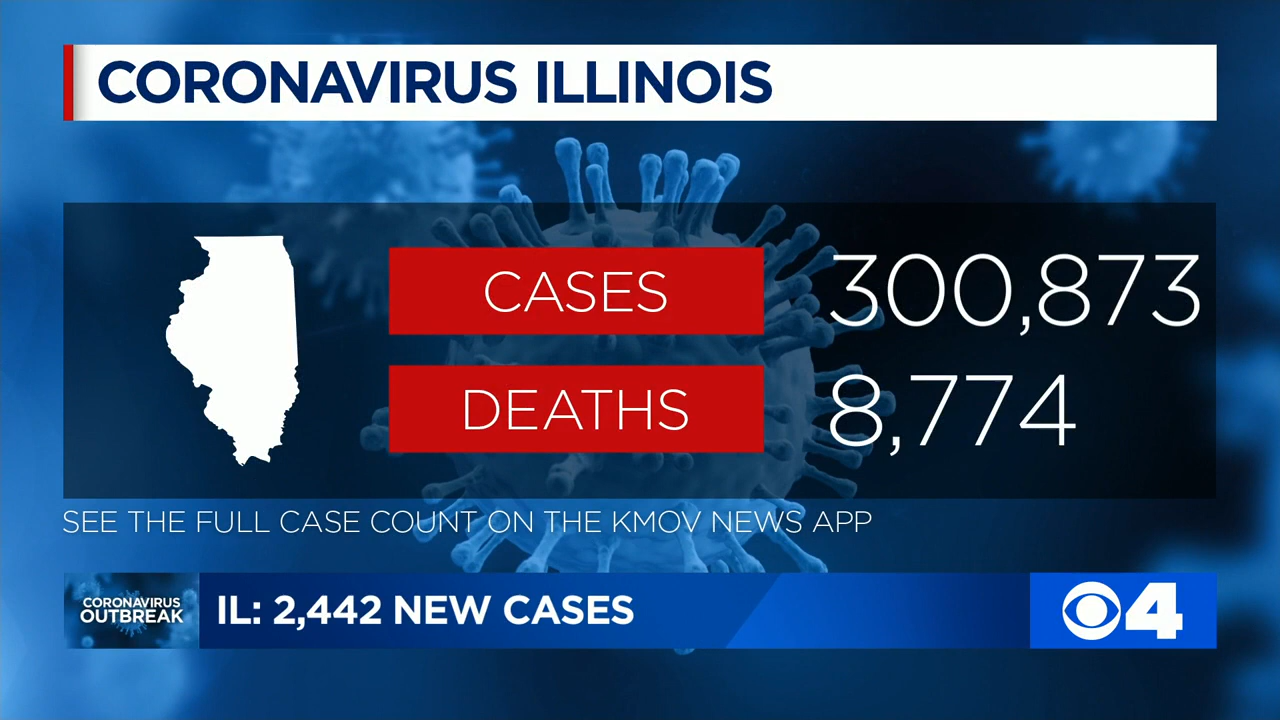 CORONAVIRUS ILLINOIS
CASES 300,873
DEATHS 8,774
SEE THE FULL CASE COUNT ON THE KMOV NEWS APP
CORONAVIRUS
OUTBREAK
IL: 2,442 NEW CASES
4